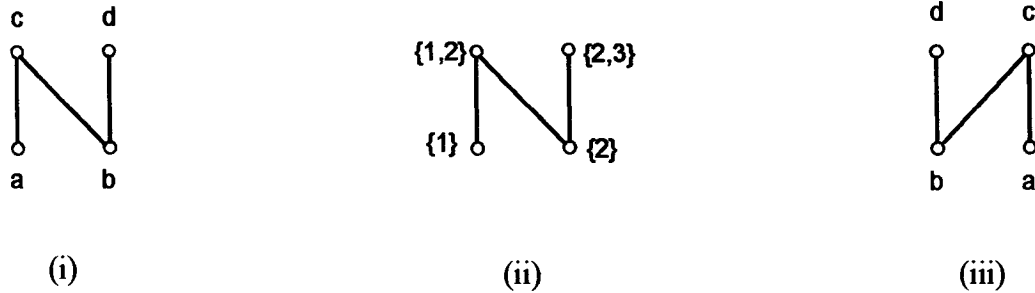 c d d c
{1,2} {2,3}
{1} {2}
a b b a
(i) (ii) (iii)